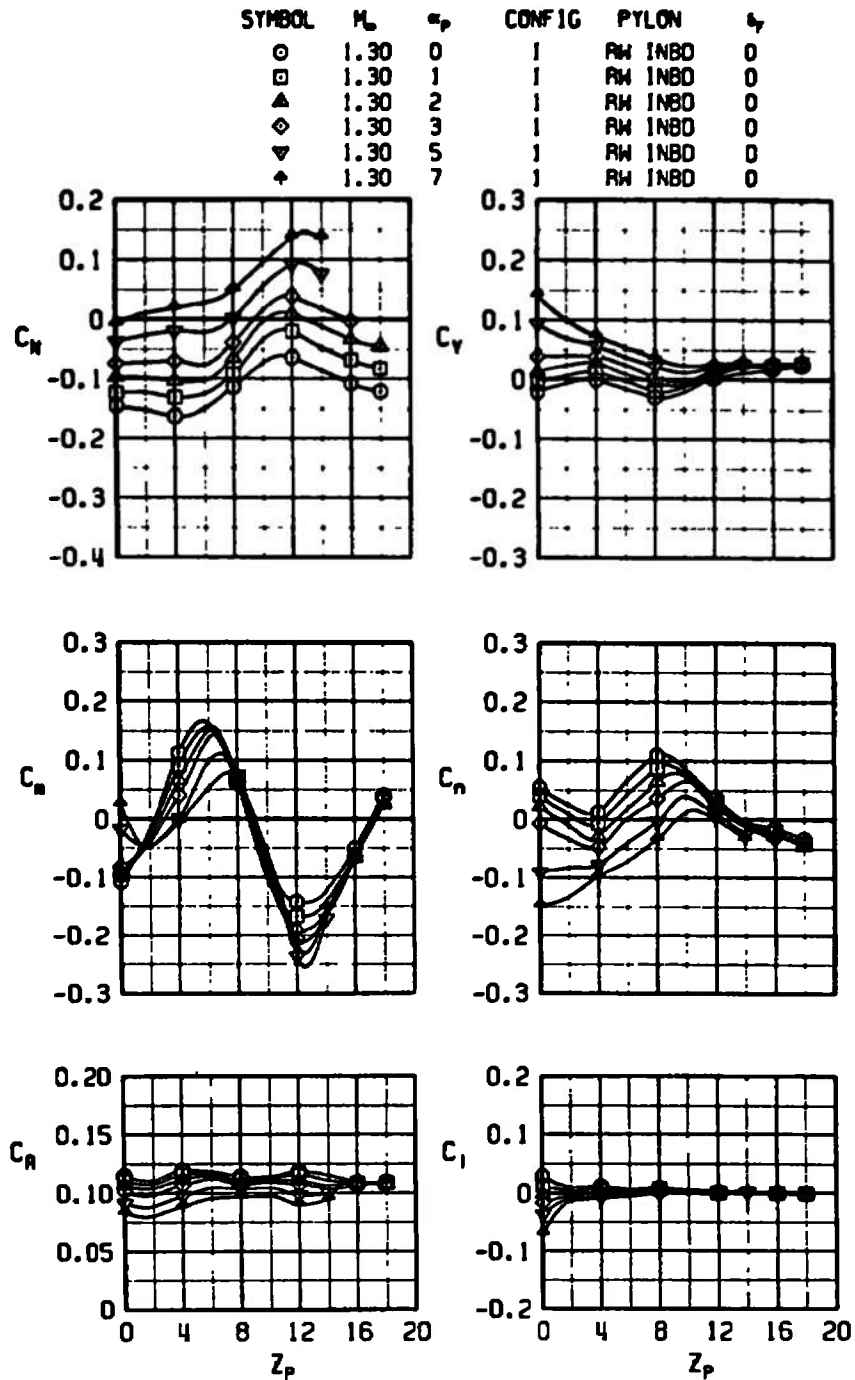 SYMBOL M∞ αp CONFIG PYLON δF
1.30 0 1 RW INBD 0
1.30 1 1 RW INBD 0
1.30 2 1 RW INBD 0
1.30 3 1 RW INBD 0
1.30 5 1 RW INBD 0
1.30 7 1 RW INBD 0
0.2
0.1
0
-0.1
-0.2
-0.3
-0.4
CN
0.3
0.2
0.1
0
-0.1
-0.2
-0.3
CY
0.3
0.2
0.1
0
-0.1
-0.2
-0.3
Cm
0.3
0.2
0.1
0
-0.1
-0.2
-0.3
Cn
0.20
0.15
0.10
0.05
0
CA
0 4 8 12 16 20
ZP
0.2
0.1
0
-0.1
-0.2
Cl
0 4 8 12 16 20
ZP